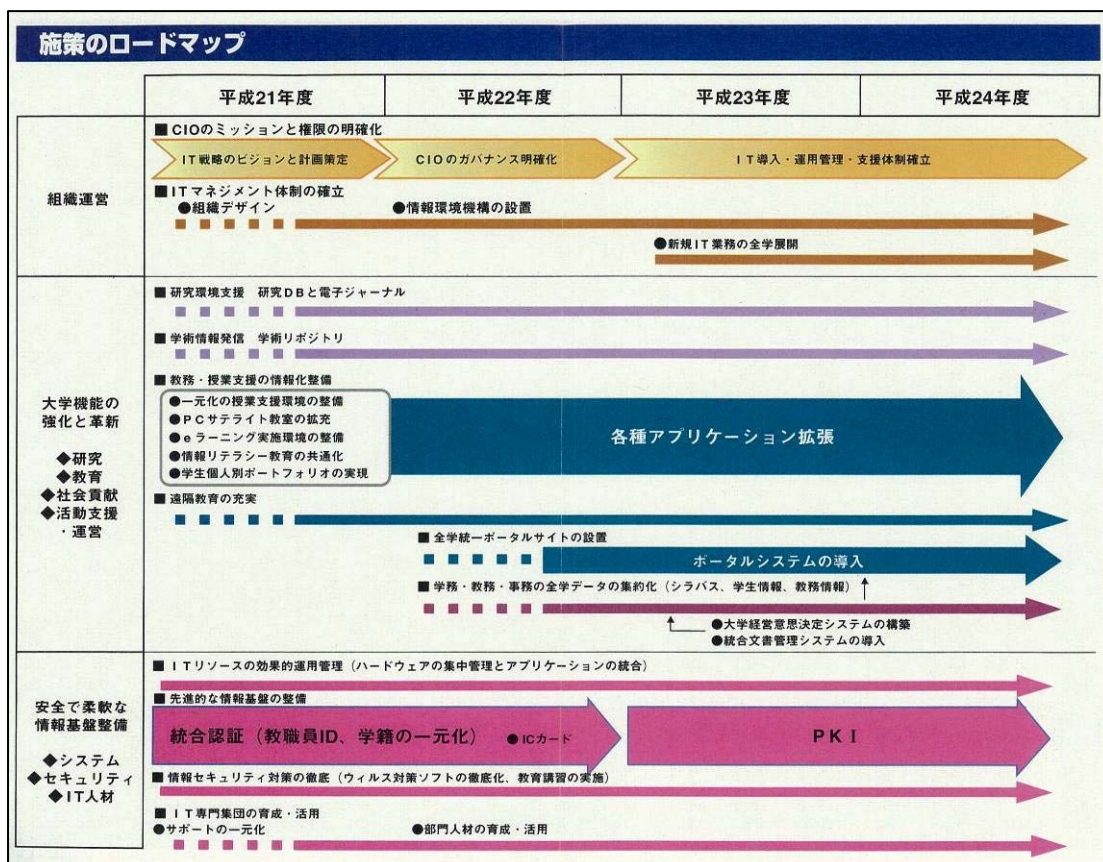 施策のロードマップ
平成21年度
平成22年度
平成23年度
平成24年度
組織運営
■CIOのミッションと権限の明確化
IT戦略のビジョンと計画策定
CIOのガバナンス明確化
IT導入・運用管理・支援体制確立
■ITマネジメント体制の確立
●組織デザイン
●情報環境機構の設置
●新規IT業務の全学展開
大学機能の
強化と革新
◆研究
◆教育
◆社会貢献
◆活動支援
・運営
■研究環境支援 研究DBと電子ジャーナル
■学術情報発信 学術リポジトリ
■教務・授業支援の情報化整備
●一元化の授業支援環境の整備
●PCサテライト教室の拡充
●eラーニング実施環境の整備
●情報リテラシー教育の共通化
●学生個人別ポートフォリオの実現
各種アプリケーション拡張
■遠隔教育の充実
■全学統一ポータルサイトの設置
ポータルシステムの導入
■学務・教務・事務の全学データの集約化（シラバス、学生情報、教務情報）
●大学経営意思決定システムの構築
●統合文書管理システムの導入
安全で柔軟な
情報基盤整備
◆システム
◆セキュリティ
◆IT人材
■ITリソースの効果的運用管理（ハードウェアの集中管理とアプリケーションの統合）
■先進的な情報基盤の整備
統合認証（教職員ID、学籍の一元化）
●ICカード
PKI
■情報セキュリティ対策の徹底（ウィルス対策ソフトの徹底化、教育講習の実施）
■IT専門集団の育成・活用
●サポートの一元化
●部門人材の育成・活用